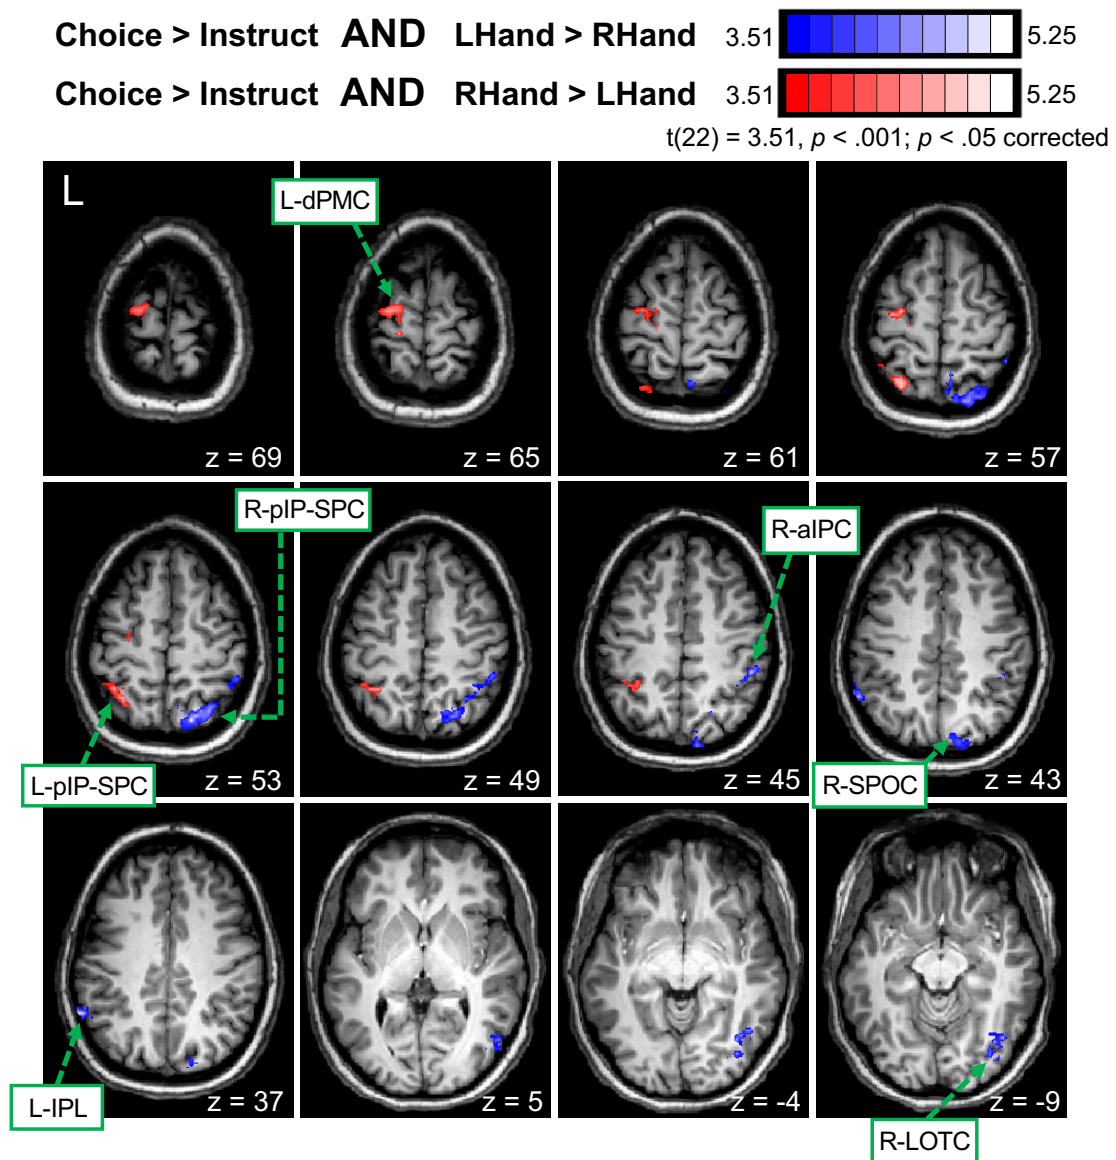 Choice > Instruct AND LHand > RHand 3.51 5.25
Choice > Instruct AND RHand > LHand 3.51 5.25
t(22) = 3.51, p < .001; p < .05 corrected
L
L-dPMC
z = 69
z = 65
z = 61
z = 57
R-pIP-SPC
R-aIPC
L-pIP-SPC
z = 53
z = 49
z = 45
R-SPOC
z = 43
L-IPL
z = 37
z = 5
z = -4
z = -9
R-LOTC